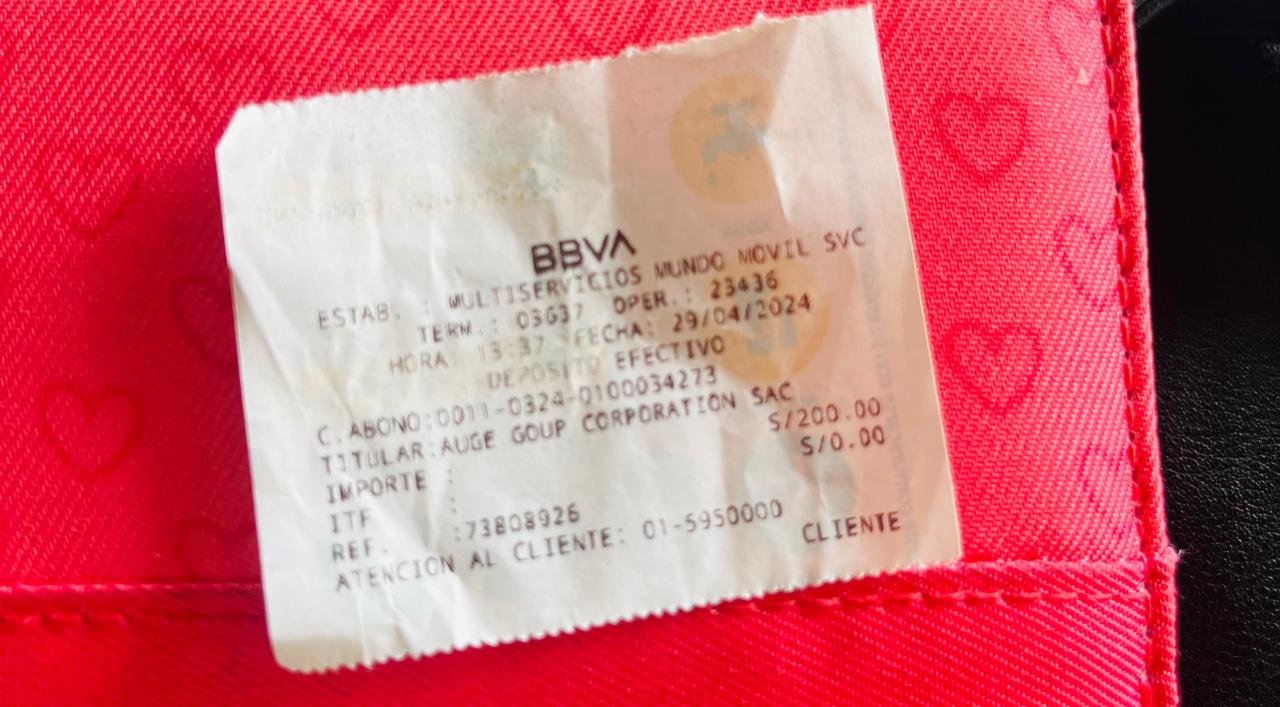 BBVA
ESTAB. : MULTISERVICIOS MUNDO MOVIL SVC
TERM.: 03637 OPER.: 23436
HORA: 13:37 FECHA: 29/04/2024
DEPOSITO EFECTIVO
C.ABONO:0011-0324-0100034273
TITULAR:AUGE GOUP CORPORATION SAC
IMPORTE : S/200.00
ITF : S/0.00
REF. :73808926
ATENCION AL CLIENTE: 01-5950000
CLIENTE